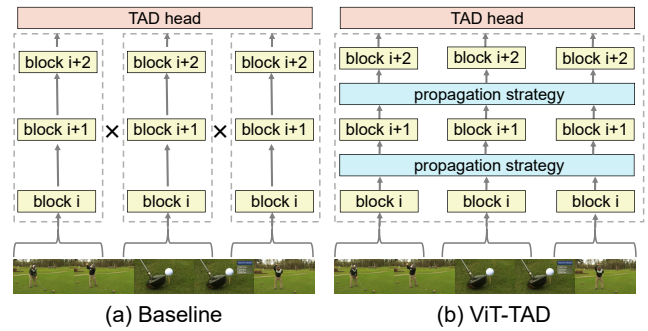 TAD head
block i+2 block i+2 block i+2
block i+1 × block i+1 × block i+1
block i block i block i
(a) Baseline
TAD head
block i+2 block i+2 block i+2
propagation strategy
block i+1 block i+1 block i+1
propagation strategy
block i block i block i
(b) ViT-TAD